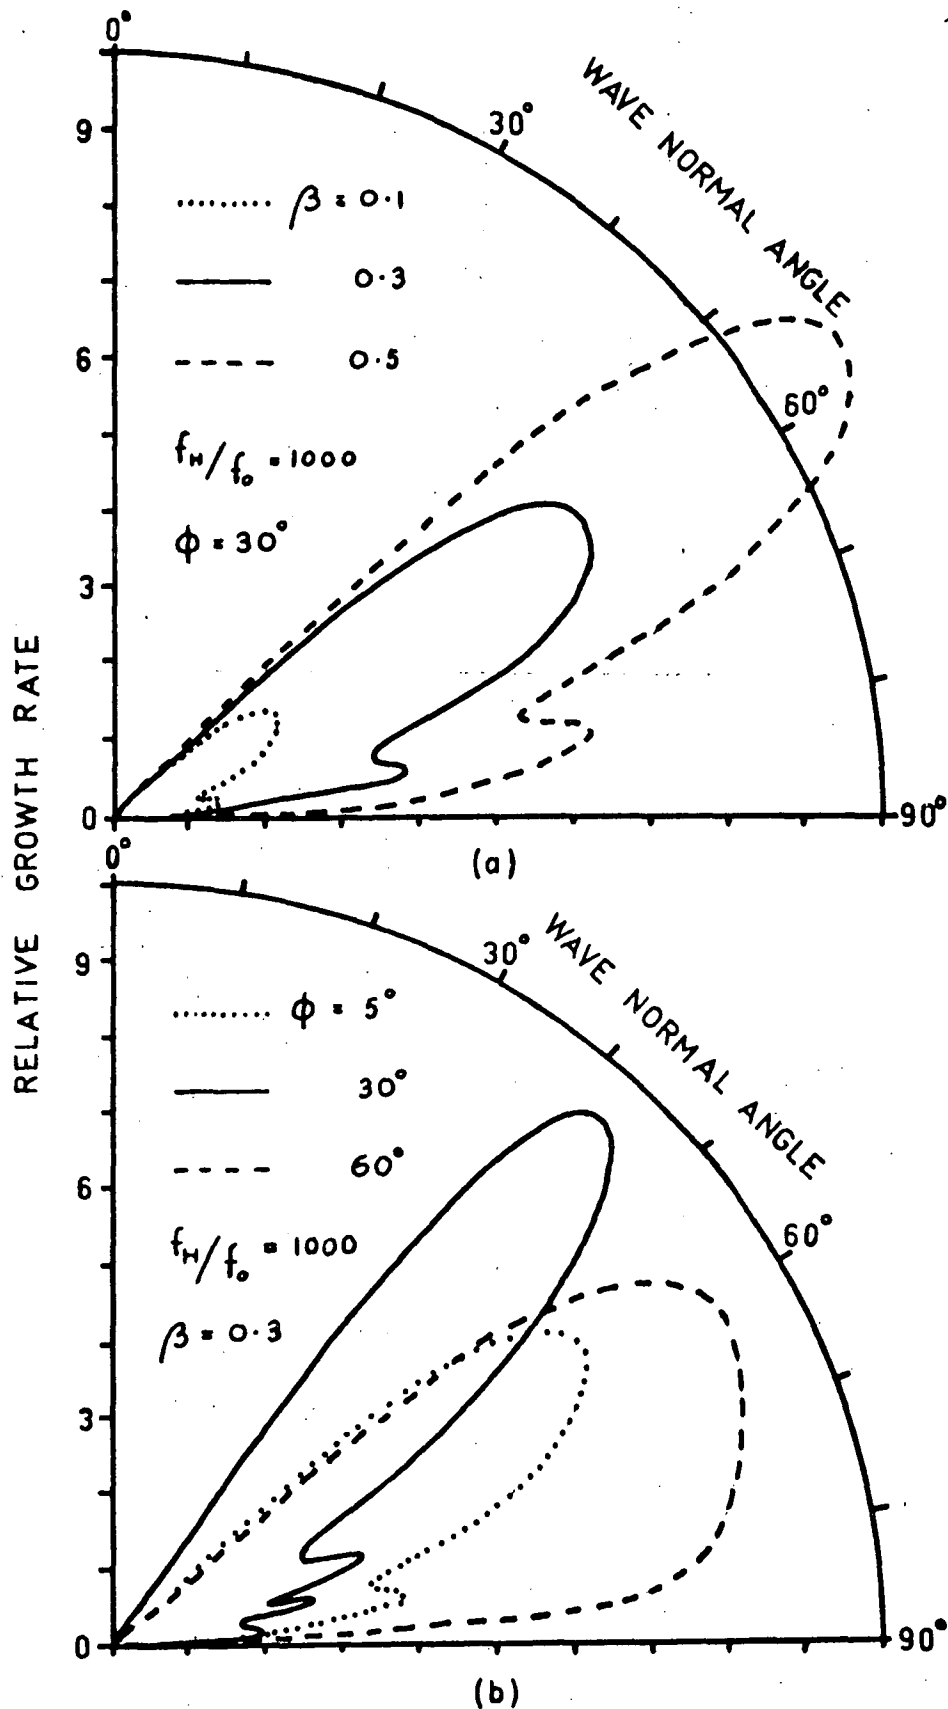 0°
WAVE NORMAL ANGLE
30°
9
β = 0·1
0·3
6
0·5
60°
fH/fo = 1000
φ = 30°
3
RELATIVE GROWTH RATE
0
90°
(a)
0°
WAVE NORMAL ANGLE
30°
9
φ = 5°
30°
6
60°
60°
fH/fo = 1000
β = 0·3
3
0
90°
(b)